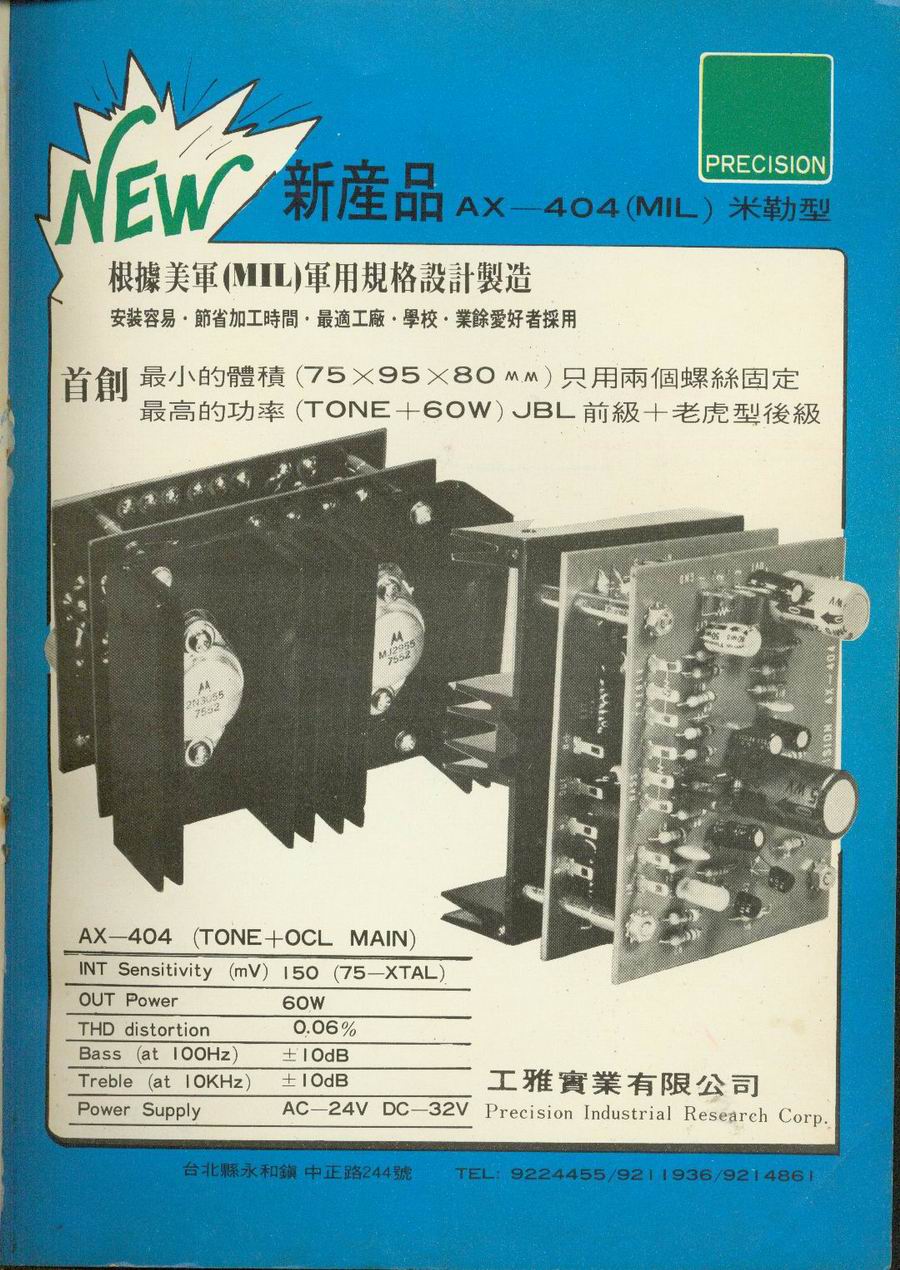 NEW
PRECISION
新産品 AX—404(MIL) 米勒型
根據美軍(MIL)軍用規格設計製造
安裝容易・節省加工時間・最適工廠・學校・業餘愛好者採用
首創 最小的體積(75×95×80 MM)只用兩個螺絲固定
最高的功率(TONE+60W)JBL前級+老虎型後級
MJ2955
7552
2N3055
7552
AX-404
AX—404 (TONE+OCL MAIN)
INT Sensitivity (mV) 150 (75—XTAL)
OUT Power 60W
THD distortion 0.06%
Bass (at 100Hz) ±10dB
Treble (at 10KHz) ±10dB
Power Supply AC—24V DC—32V
工雅實業有限公司
Precision Industrial Research Corp.
台北縣永和鎮中正路244號 TEL: 9224455/9211936/9214861